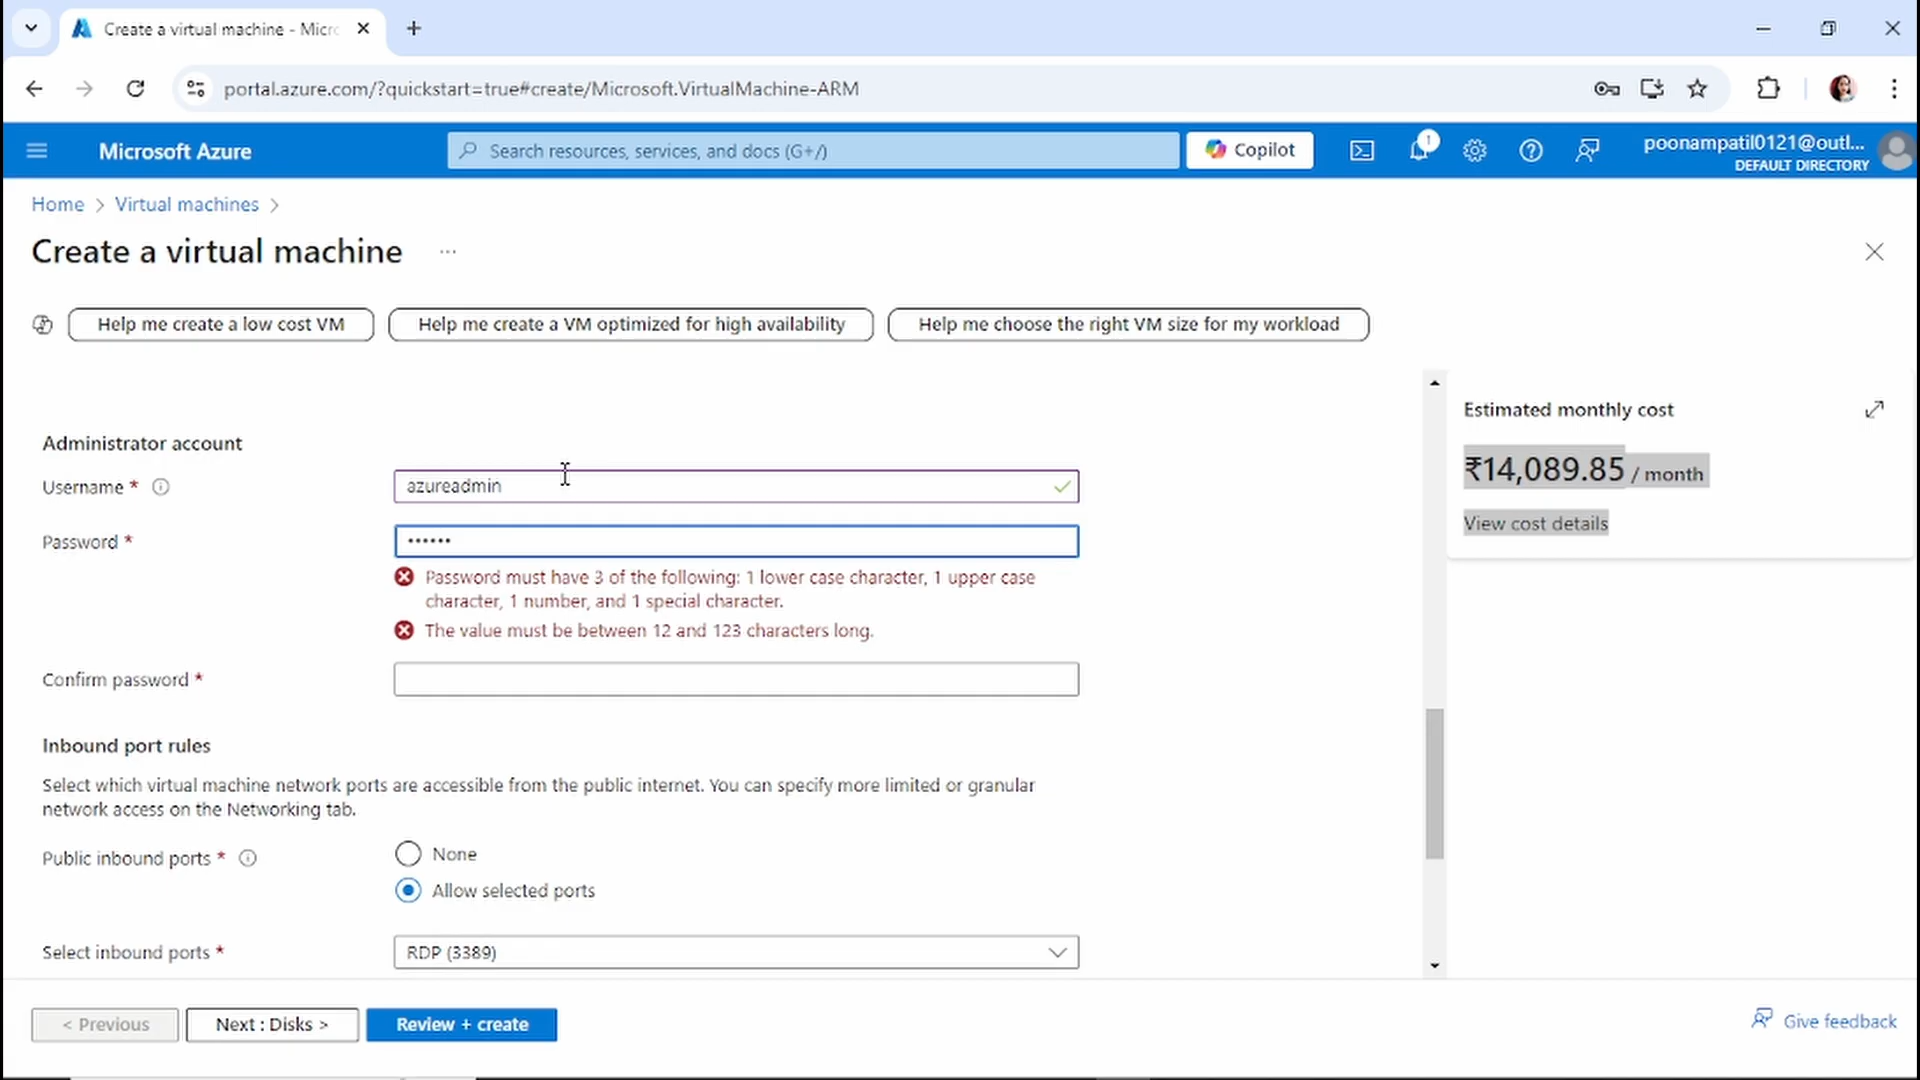 Create a virtual machine - Micro
portal.azure.com/?quickstart=true#create/Microsoft.VirtualMachine-ARM
Microsoft Azure
Search resources, services, and docs (G+/)
Copilot
1
poonampatil0121@outl...
DEFAULT DIRECTORY
Home > Virtual machines >
Create a virtual machine ...
Help me create a low cost VM
Help me create a VM optimized for high availability
Help me choose the right VM size for my workload
Administrator account
Username *
azureadmin
Password *
••••••
Password must have 3 of the following: 1 lower case character, 1 upper case
character, 1 number, and 1 special character.
The value must be between 12 and 123 characters long.
Confirm password *
Inbound port rules
Select which virtual machine network ports are accessible from the public internet. You can specify more limited or granular
network access on the Networking tab.
Public inbound ports *
None
Allow selected ports
Select inbound ports *
RDP (3389)
Estimated monthly cost
₹14,089.85 / month
View cost details
< Previous
Next : Disks >
Review + create
Give feedback